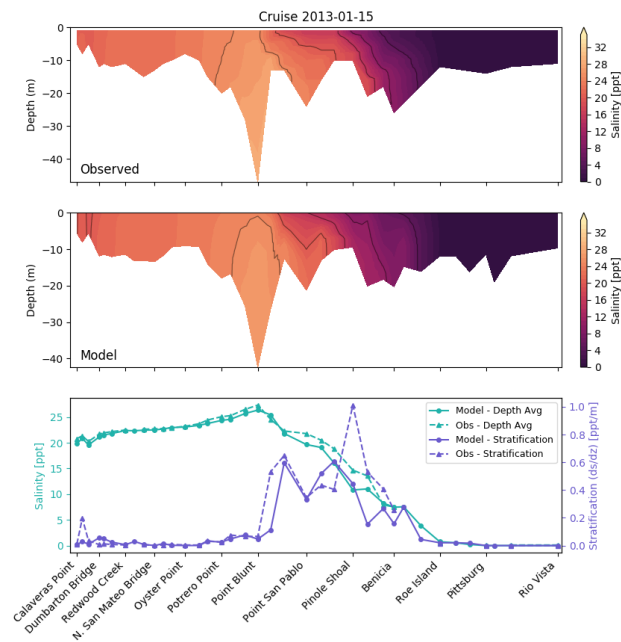 Cruise 2013-01-15
0
−10
−20
−30
−40
Depth (m)
Observed
32
28
24
20
16
12
8
4
0
Salinity [ppt]
0
−10
−20
−30
−40
Depth (m)
Model
32
28
24
20
16
12
8
4
0
Salinity [ppt]
25
20
15
10
5
0
Salinity [ppt]
Model - Depth Avg
Obs - Depth Avg
Model - Stratification
Obs - Stratification
1.0
0.8
0.6
0.4
0.2
0.0
Stratification (ds/dz) [ppt/m]
Calaveras Point
Dumbarton Bridge
Redwood Creek
N. San Mateo Bridge
Oyster Point
Potrero Point
Point Blunt
Point San Pablo
Pinole Shoal
Benicia
Roe Island
Pittsburg
Rio Vista